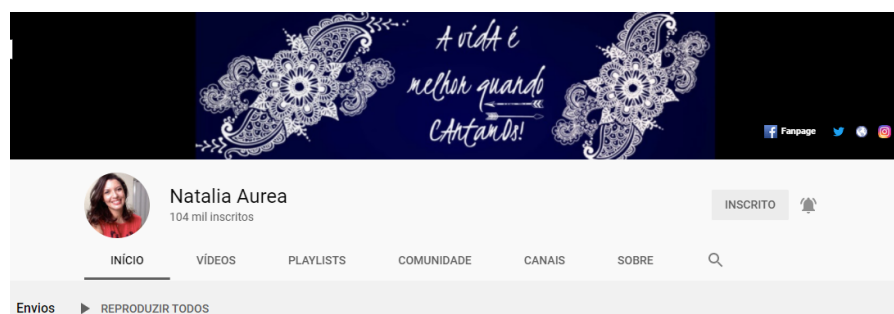 A vidA é
melhor quando
CAntamOs!
Fanpage
Natalia Aurea
104 mil inscritos
INSCRITO
INÍCIO VÍDEOS PLAYLISTS COMUNIDADE CANAIS SOBRE
Envios REPRODUZIR TODOS